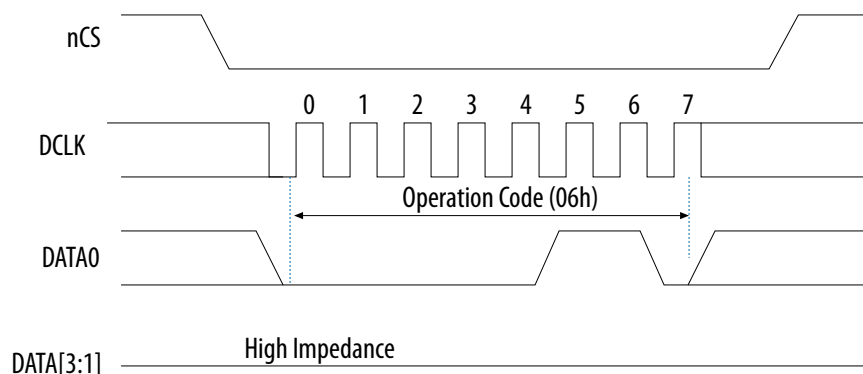 nCS
0 1 2 3 4 5 6 7
DCLK
Operation Code (06h)
DATA0
High Impedance
DATA[3:1]